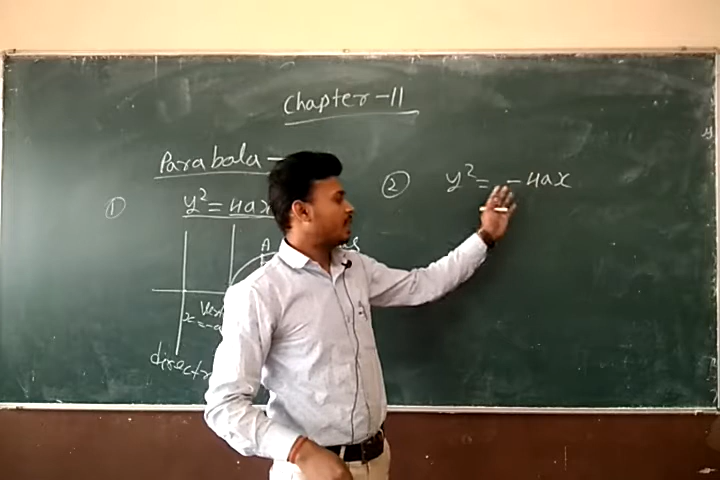 Chapter-11
Parabola -
① y² = 4ax
A
x = -a
② y² = -4ax